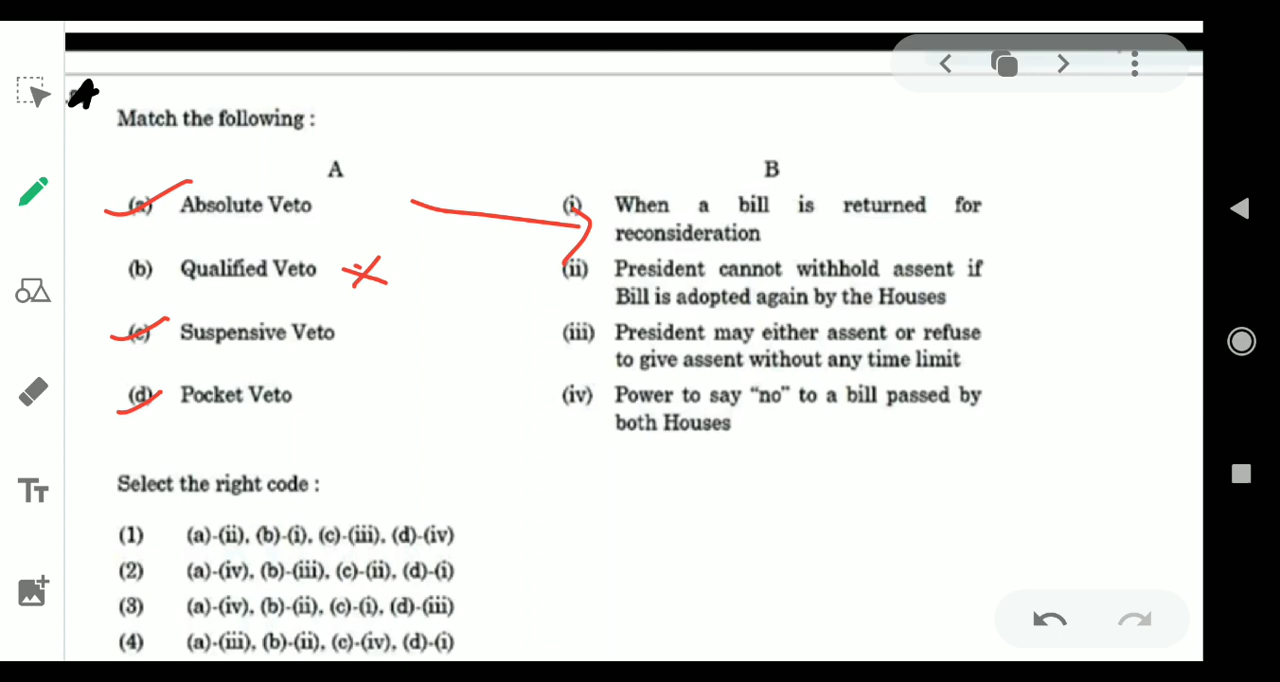 Match the following :
A
B
(a) Absolute Veto
(i) When a bill is returned for
reconsideration
(b) Qualified Veto
(ii) President cannot withhold assent if
Bill is adopted again by the Houses
(c) Suspensive Veto
(iii) President may either assent or refuse
to give assent without any time limit
(d) Pocket Veto
(iv) Power to say "no" to a bill passed by
both Houses
Select the right code :
(1) (a)-(ii), (b)-(i), (c)-(iii), (d)-(iv)
(2) (a)-(iv), (b)-(iii), (c)-(ii), (d)-(i)
(3) (a)-(iv), (b)-(ii), (c)-(i), (d)-(iii)
(4) (a)-(iii), (b)-(ii), (c)-(iv), (d)-(i)
TT